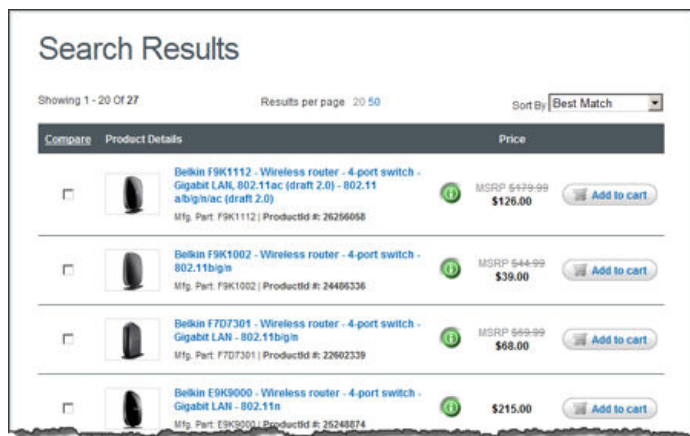 Search Results
Showing 1 - 20 Of 27 Results per page 20 50 Sort By Best Match
Compare Product Details Price
Belkin F9K1112 - Wireless router - 4-port switch -
Gigabit LAN, 802.11ac (draft 2.0) - 802.11
a/b/g/n/ac (draft 2.0)
Mfg. Part: F9K1112 | ProductId #: 26256058
MSRP $179.99
$126.00
Add to cart
Belkin F9K1002 - Wireless router - 4-port switch -
802.11b/g/n
Mfg. Part: F9K1002 | ProductId #: 24486336
MSRP $44.99
$39.00
Add to cart
Belkin F7D7301 - Wireless router - 4-port switch -
Gigabit LAN - 802.11b/g/n
Mfg. Part: F7D7301 | ProductId #: 22602339
MSRP $69.99
$68.00
Add to cart
Belkin E9K9000 - Wireless router - 4-port switch -
Gigabit LAN - 802.11n
Mfg. Part: E9K9000 | ProductId #: 25248874
$215.00
Add to cart